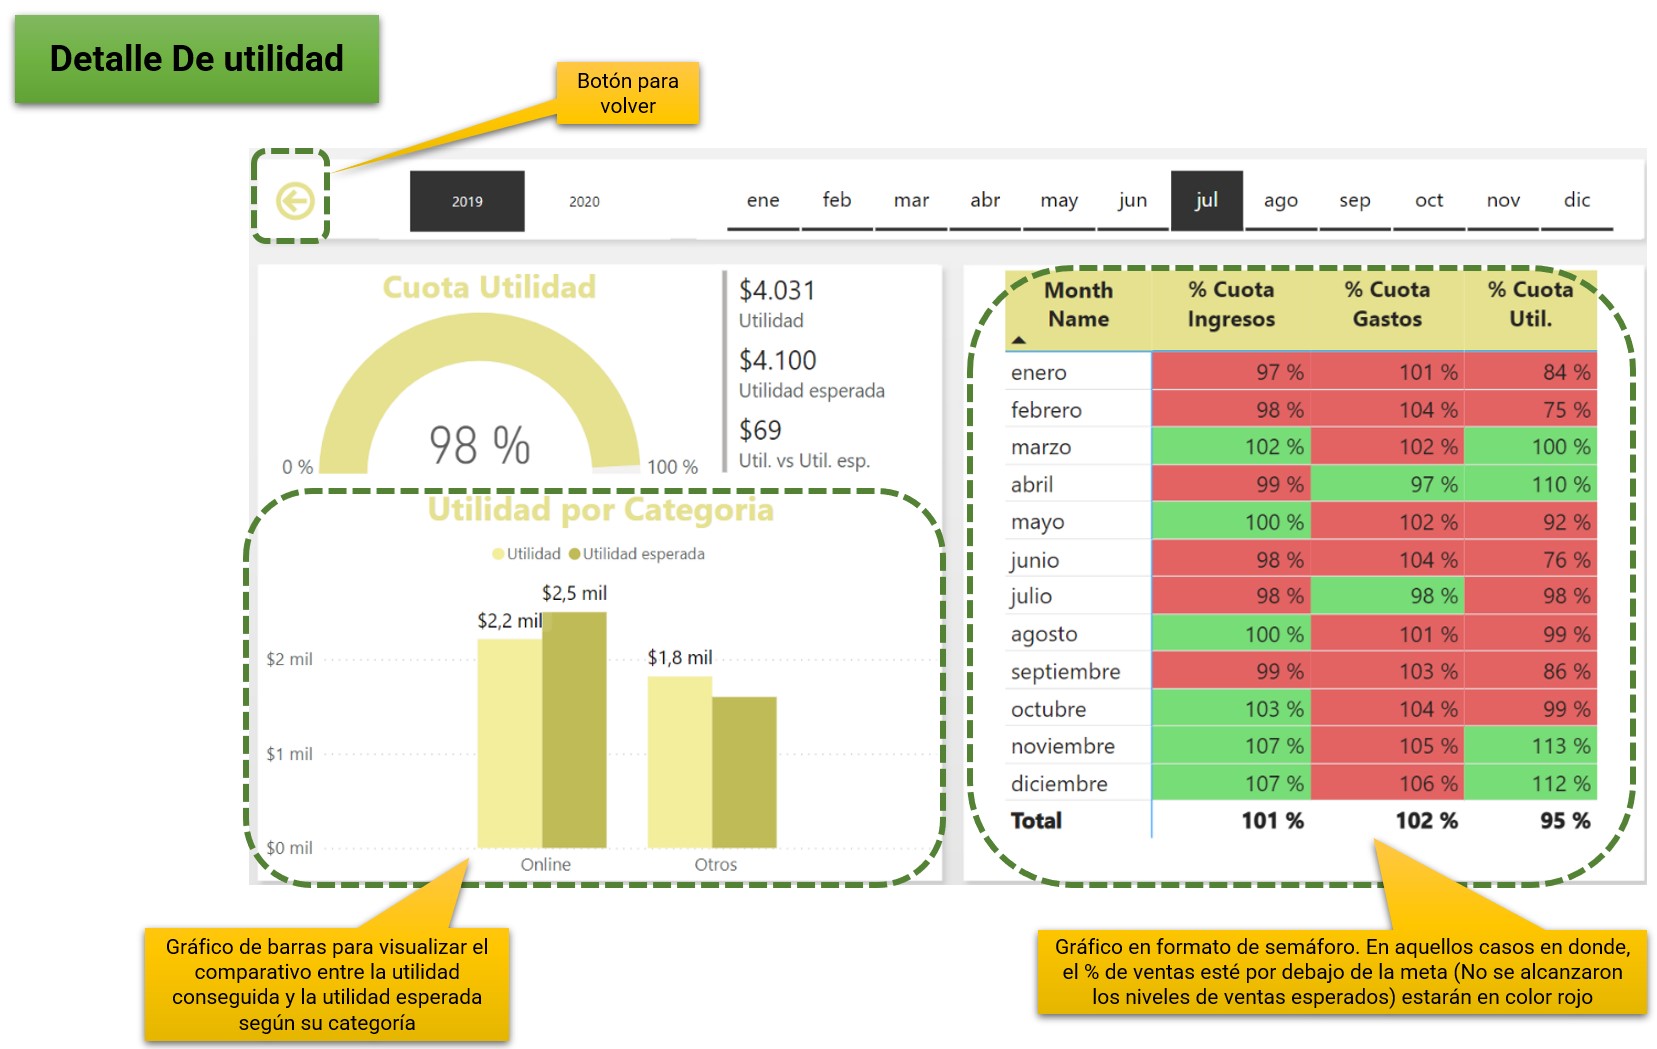 Detalle De utilidad
Botón para
volver
2019
2020
ene
feb
mar
abr
may
jun
jul
ago
sep
oct
nov
dic
Cuota Utilidad
98 %
0 %
100 %
$4.031
Utilidad
$4.100
Utilidad esperada
$69
Util. vs Util. esp.
Utilidad por Categoria
Utilidad
Utilidad esperada
$2,5 mil
$2,2 mil
$1,8 mil
$2 mil
$1 mil
$0 mil
Online
Otros
Month Name % Cuota Ingresos % Cuota Gastos % Cuota Util.
enero 97 % 101 % 84 %
febrero 98 % 104 % 75 %
marzo 102 % 102 % 100 %
abril 99 % 97 % 110 %
mayo 100 % 102 % 92 %
junio 98 % 104 % 76 %
julio 98 % 98 % 98 %
agosto 100 % 101 % 99 %
septiembre 99 % 103 % 86 %
octubre 103 % 104 % 99 %
noviembre 107 % 105 % 113 %
diciembre 107 % 106 % 112 %
Total 101 % 102 % 95 %
Gráfico de barras para visualizar el
comparativo entre la utilidad
conseguida y la utilidad esperada
según su categoría
Gráfico en formato de semáforo. En aquellos casos en donde,
el % de ventas esté por debajo de la meta (No se alcanzaron
los niveles de ventas esperados) estarán en color rojo